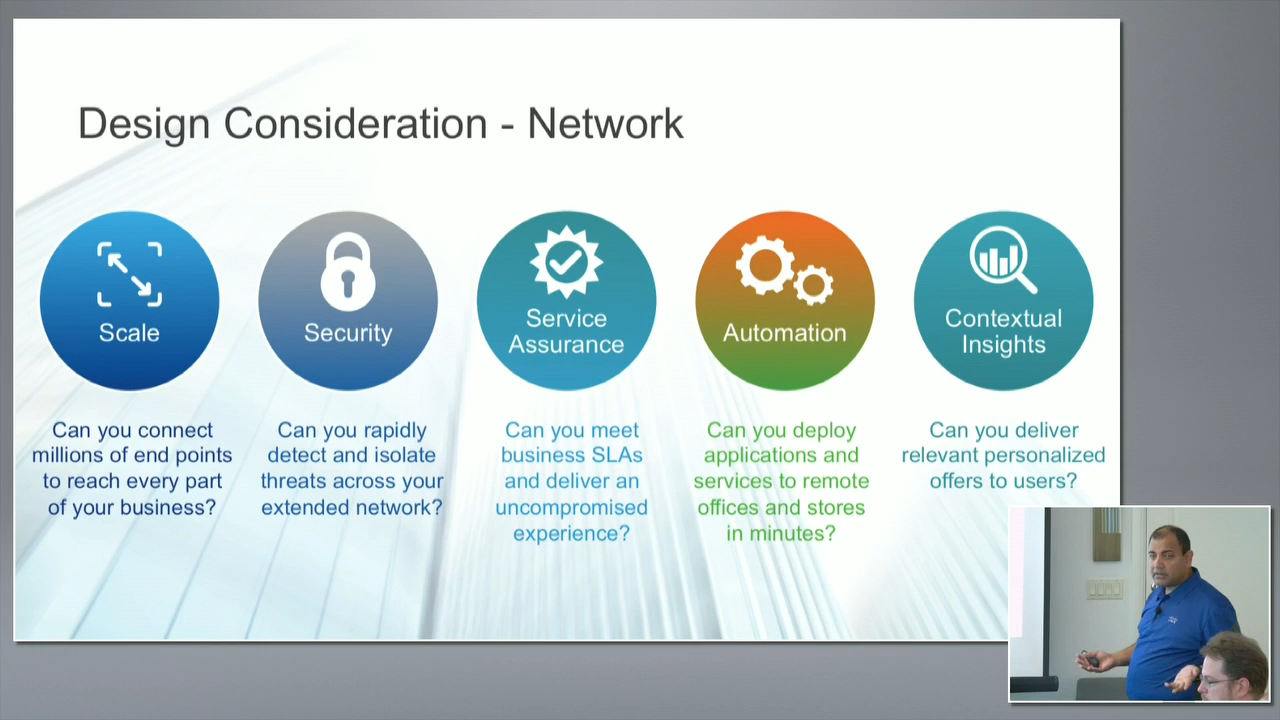 Design Consideration - Network
Scale
Security
Service
Assurance
Automation
Contextual
Insights
Can you connect
millions of end points
to reach every part
of your business?
Can you rapidly
detect and isolate
threats across your
extended network?
Can you meet
business SLAs
and deliver an
uncompromised
experience?
Can you deploy
applications and
services to remote
offices and stores
in minutes?
Can you deliver
relevant personalized
offers to users?